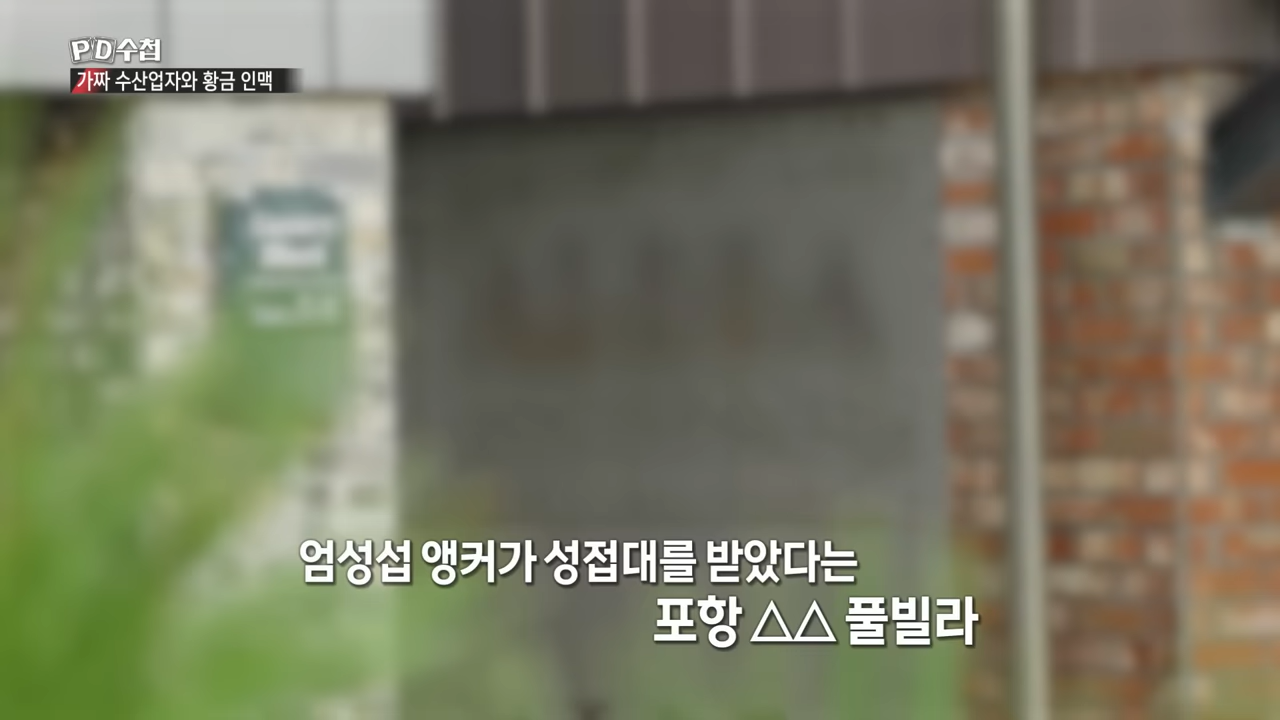 PD수첩
가짜 수산업자와 황금 인맥
엄성섭 앵커가 성접대를 받았다는
포항 △△ 풀빌라